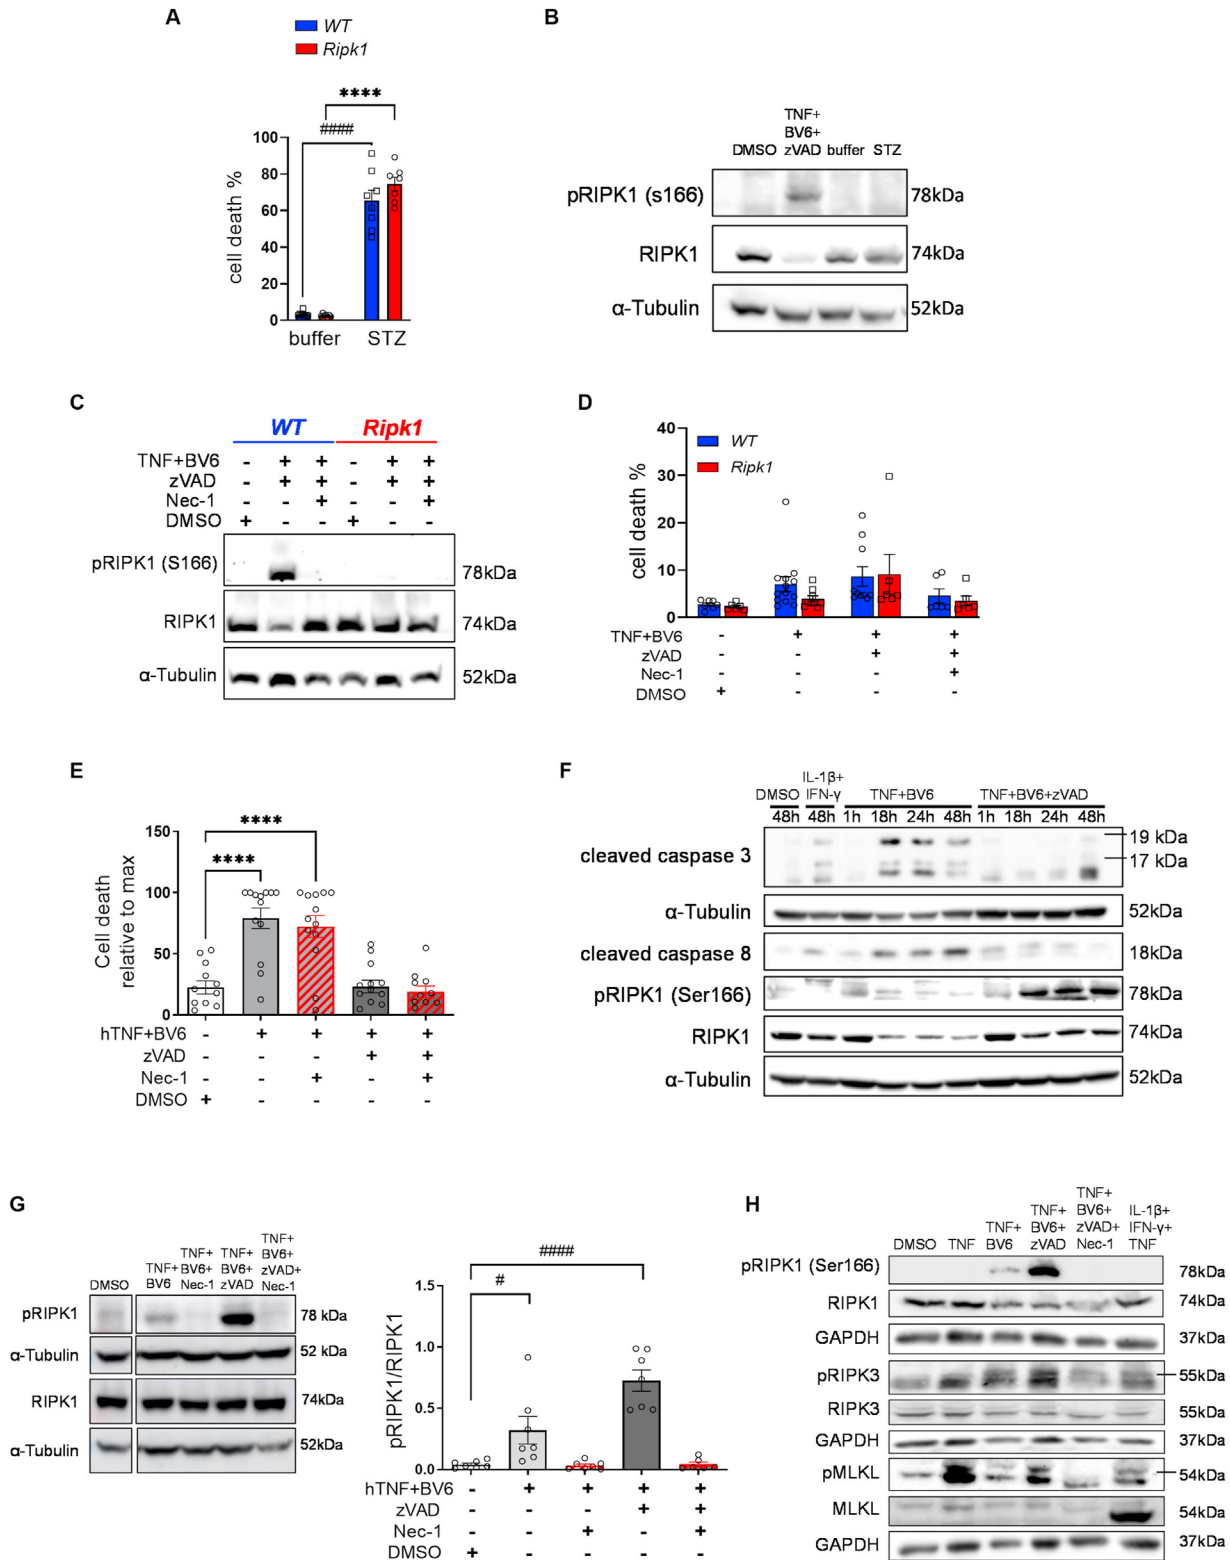 A
WT
Ripk1
****
####
100
80
60
40
20
0
cell death %
buffer STZ
B
TNF+
BV6+
DMSO zVAD buffer STZ
pRIPK1 (s166) 78kDa
RIPK1 74kDa
α-Tubulin 52kDa
C
WT Ripk1
TNF+BV6 - + + - + +
zVAD - + + - + +
Nec-1 - - + - - +
DMSO + - - + - -
pRIPK1 (S166) 78kDa
RIPK1 74kDa
α-Tubulin 52kDa
D
WT
Ripk1
40
30
20
10
0
cell death %
TNF+BV6 - + + +
zVAD - - + +
Nec-1 - - - +
DMSO + - - -
E
****
****
150
100
50
0
Cell death
relative to max
hTNF+BV6 - + + + +
zVAD - - - + +
Nec-1 - - + - +
DMSO + - - - -
F
IL-1β+
DMSO IFN-γ TNF+BV6 TNF+BV6+zVAD
48h 48h 1h 18h 24h 48h 1h 18h 24h 48h
cleaved caspase 3 19 kDa
17 kDa
α-Tubulin 52kDa
cleaved caspase 8 18kDa
pRIPK1 (Ser166) 78kDa
RIPK1 74kDa
α-Tubulin 52kDa
G
DMSO
TNF+
BV6
TNF+
BV6+
Nec-1
TNF+
BV6+
zVAD
TNF+
BV6+
zVAD+
Nec-1
pRIPK1 78 kDa
α-Tubulin 52 kDa
RIPK1 74kDa
α-Tubulin 52kDa
####
#
1.5
1.0
0.5
0.0
pRIPK1/RIPK1
hTNF+BV6 - + + + +
zVAD - - - + +
Nec-1 - - + - +
DMSO + - - - -
H
DMSO
TNF
TNF+
BV6
TNF+
BV6+
zVAD
TNF+
BV6+
zVAD+
Nec-1
IL-1β+
IFN-γ+
TNF
pRIPK1 (Ser166) 78kDa
RIPK1 74kDa
GAPDH 37kDa
pRIPK3 55kDa
RIPK3 55kDa
GAPDH 37kDa
pMLKL 54kDa
MLKL 54kDa
GAPDH 37kDa